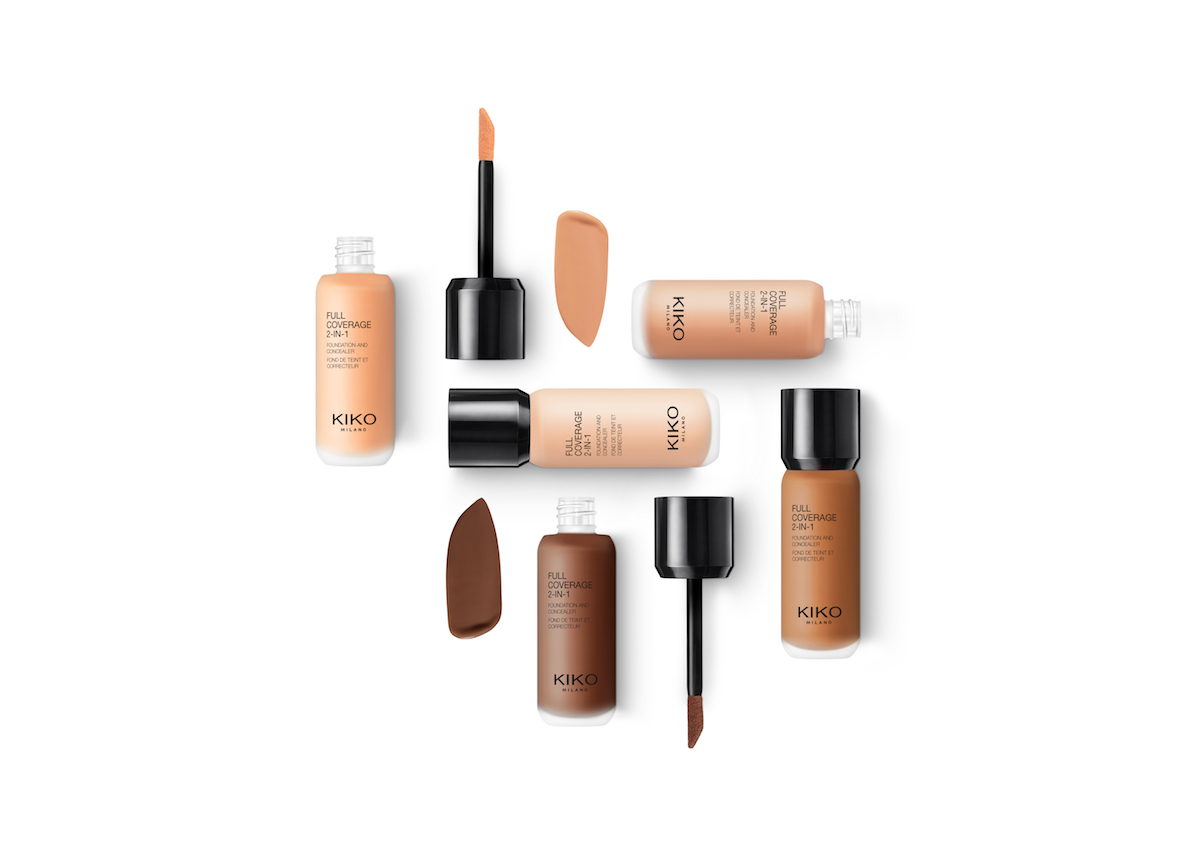 FULL
COVERAGE
2-IN-1
FOUNDATION AND
CONCEALER
FOND DE TEINT ET
CORRECTEUR
KIKO
MILANO
FULL
COVERAGE
2-IN-1
FOUNDATION AND
CONCEALER
FOND DE TEINT ET
CORRECTEUR
KIKO
MILANO
FULL
COVERAGE
2-IN-1
FOUNDATION AND
CONCEALER
FOND DE TEINT ET
CORRECTEUR
KIKO
MILANO
FULL
COVERAGE
2-IN-1
FOUNDATION AND
CONCEALER
FOND DE TEINT ET
CORRECTEUR
KIKO
MILANO
FULL
COVERAGE
2-IN-1
FOUNDATION AND
CONCEALER
FOND DE TEINT ET
CORRECTEUR
KIKO
MILANO